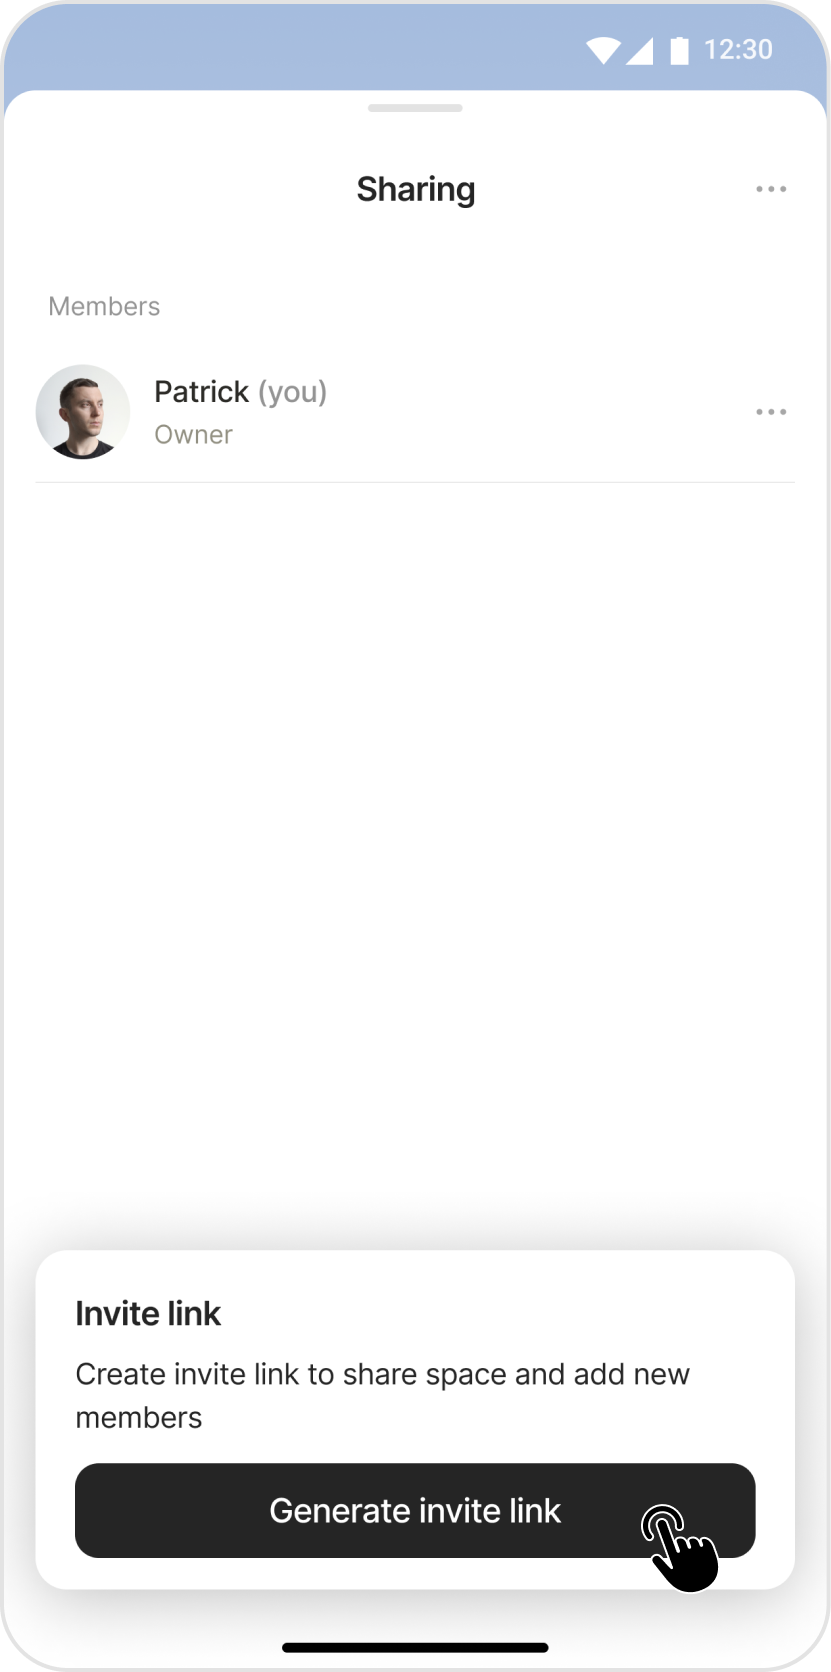 12:30
Sharing
Members
Patrick (you)
Owner
Invite link
Create invite link to share space and add new
members
Generate invite link